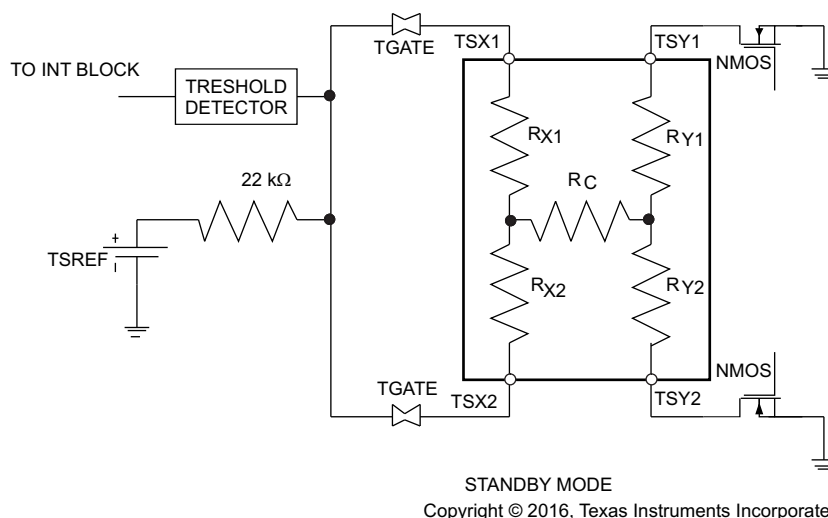 TGATE
TSX1
TSY1
NMOS
TO INT BLOCK
TRESHOLD
DETECTOR
RX1
RY1
22 kΩ
RC
+
TSREF
-
RX2
RY2
NMOS
TGATE
TSX2
TSY2
STANDBY MODE
Copyright © 2016, Texas Instruments Incorporate